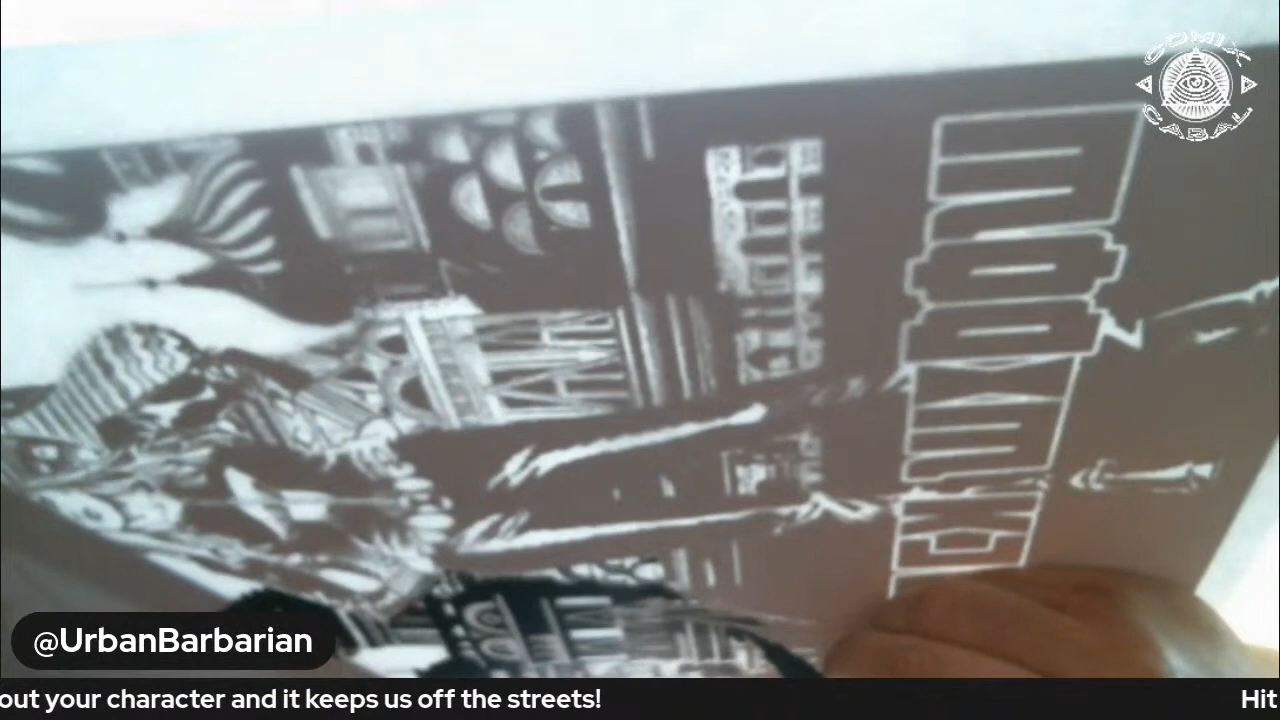 COMIX
CABAL
@UrbanBarbarian
out your character and it keeps us off the streets!
Hit